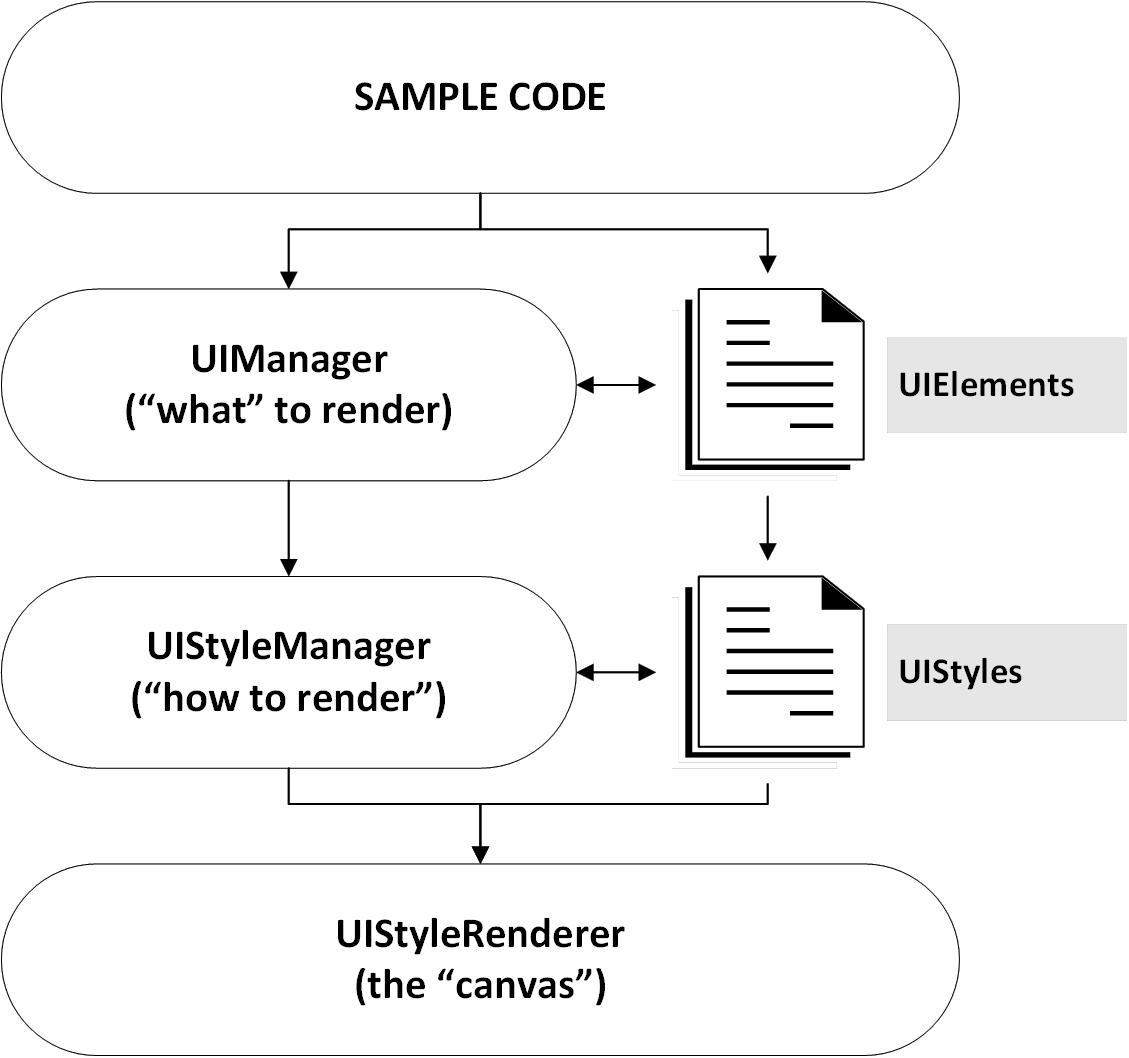 SAMPLE CODE
UIManager
(“what” to render)
UIElements
UIStyleManager
(“how to render”)
UIStyles
UIStyleRenderer
(the “canvas”)